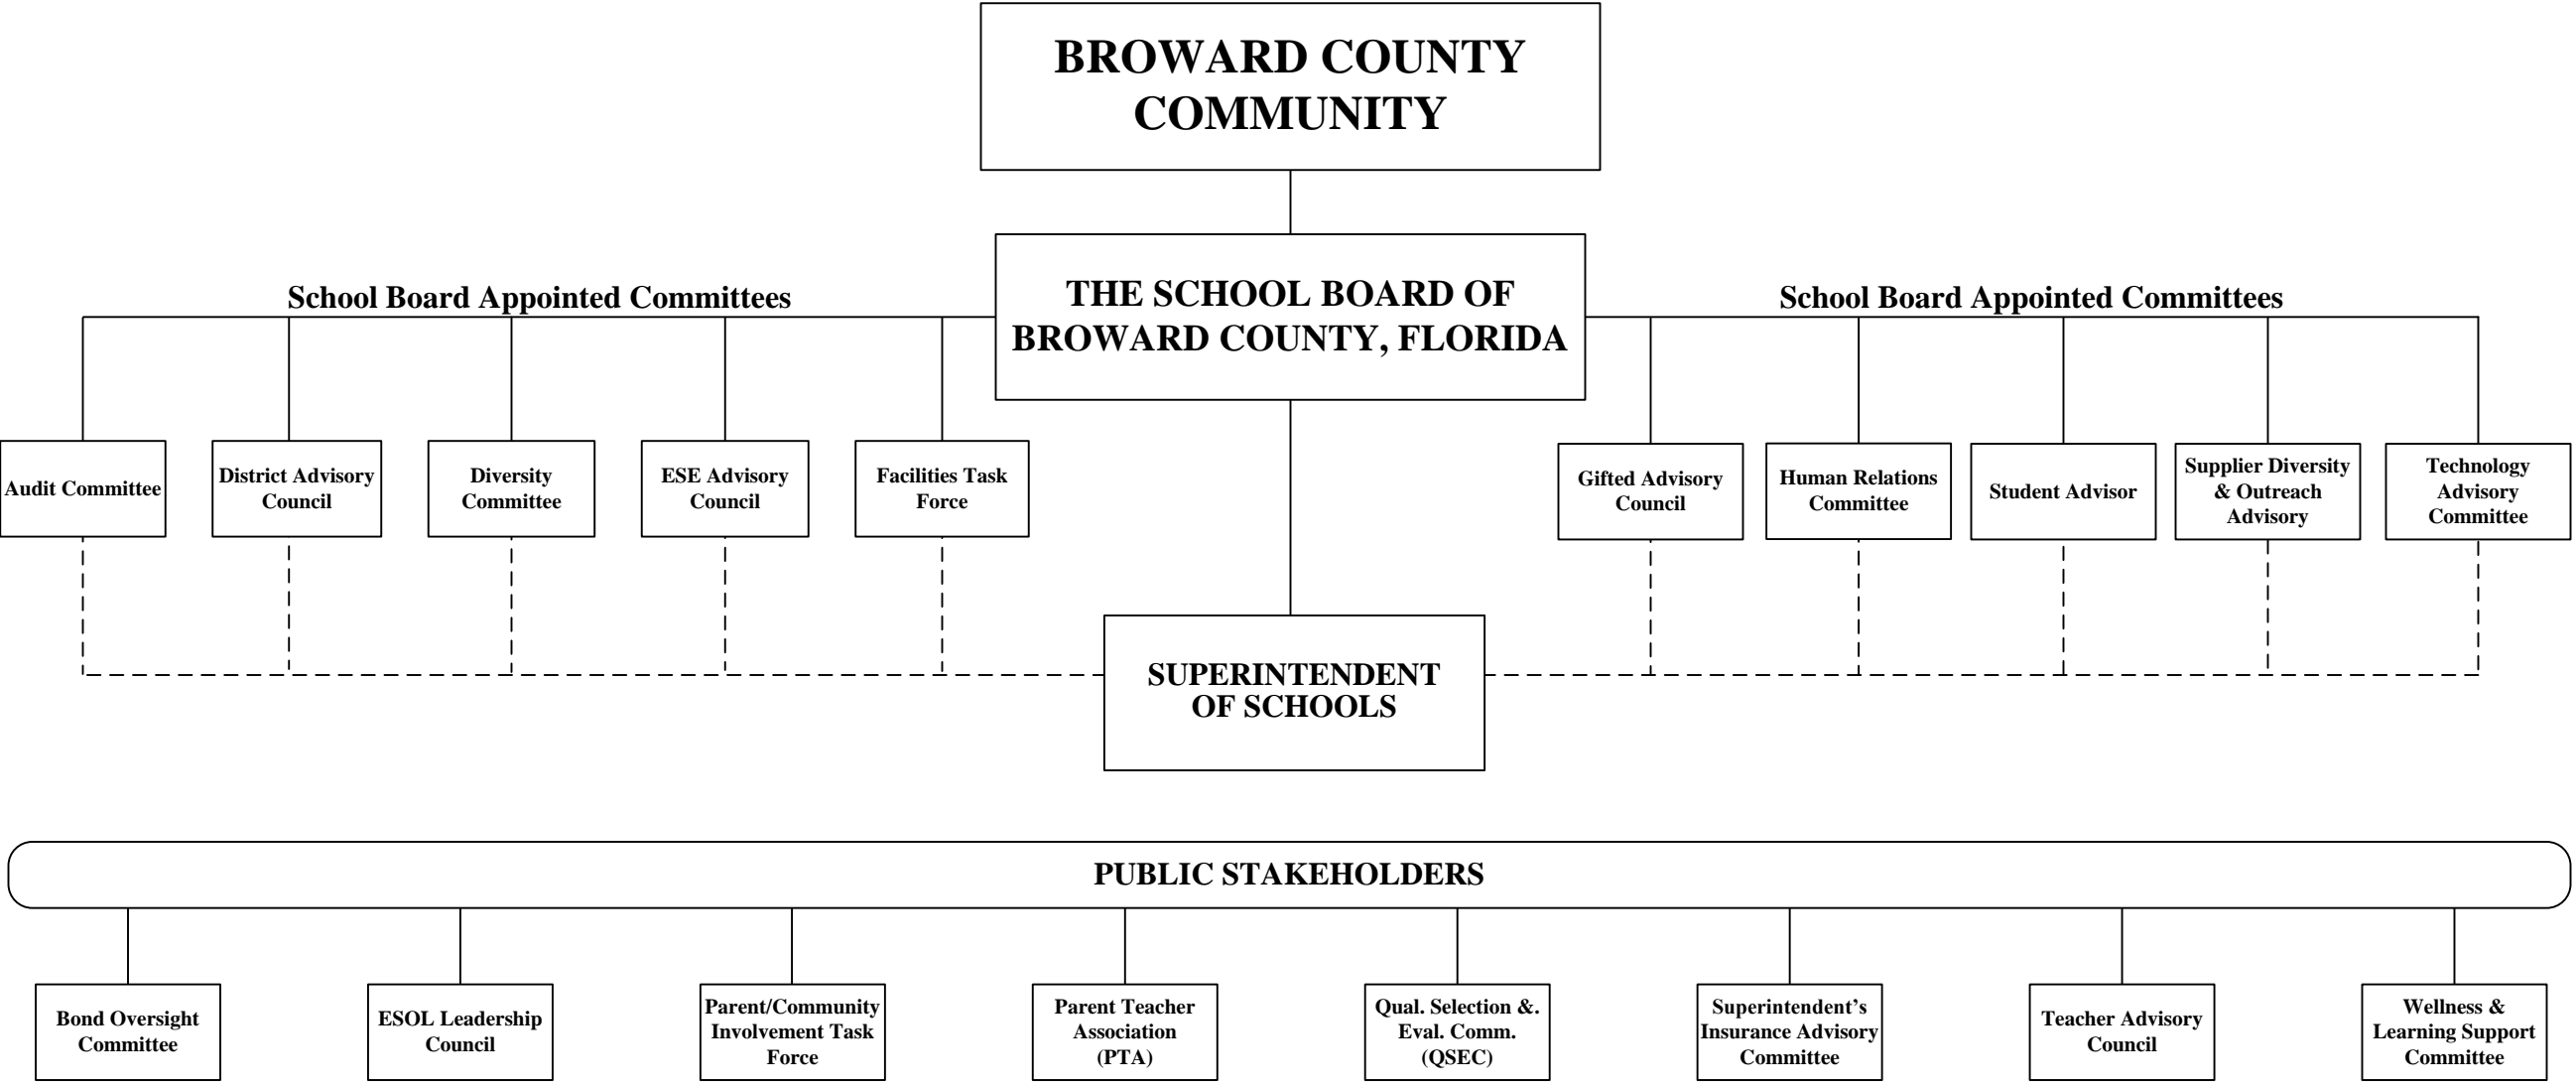 BROWARD COUNTY
COMMUNITY
THE SCHOOL BOARD OF
BROWARD COUNTY, FLORIDA
School Board Appointed Committees
School Board Appointed Committees
Audit Committee
District Advisory
Council
Diversity
Committee
ESE Advisory
Council
Facilities Task
Force
Gifted Advisory
Council
Human Relations
Committee
Student Advisor
Supplier Diversity
& Outreach
Advisory
Technology
Advisory
Committee
SUPERINTENDENT
OF SCHOOLS
PUBLIC STAKEHOLDERS
Bond Oversight
Committee
ESOL Leadership
Council
Parent/Community
Involvement Task
Force
Parent Teacher
Association
(PTA)
Qual. Selection &.
Eval. Comm.
(QSEC)
Superintendent’s
Insurance Advisory
Committee
Teacher Advisory
Council
Wellness &
Learning Support
Committee